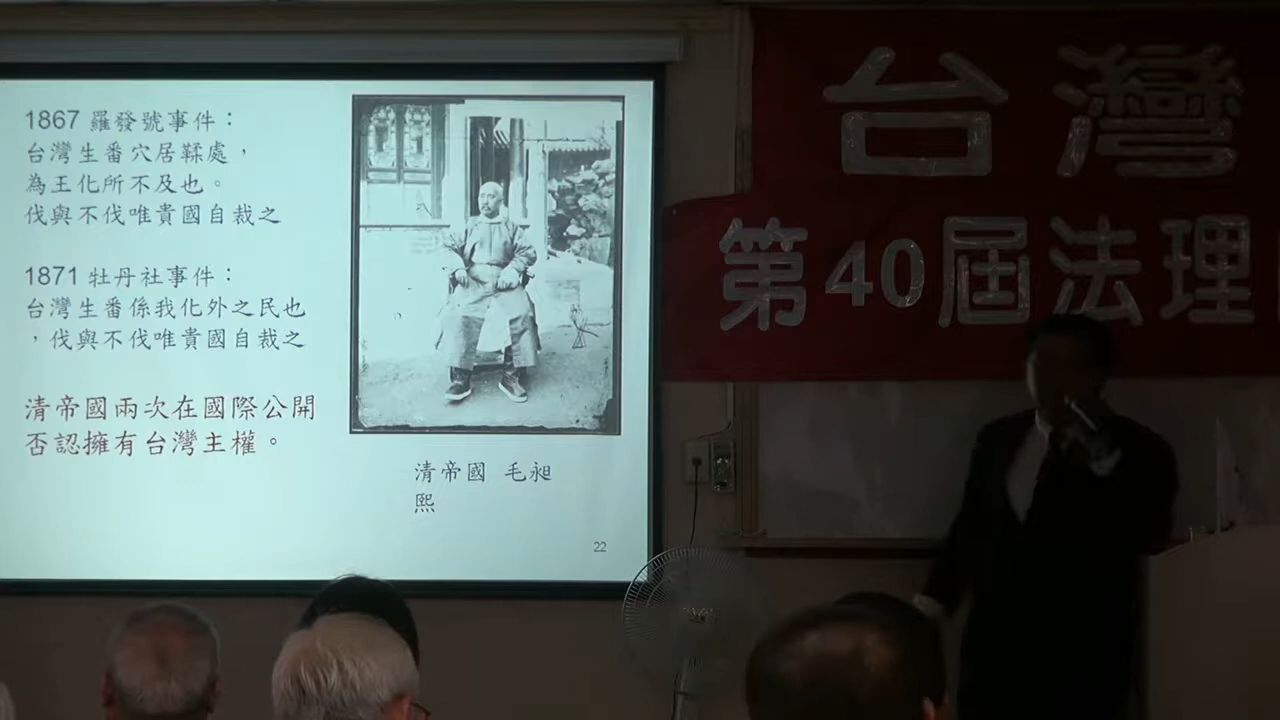 1867 羅發號事件：
台灣生番穴居鞣處，
為王化所不及也。
伐與不伐唯貴國自裁之
1871 牡丹社事件：
台灣生番係我化外之民也
，伐與不伐唯貴國自裁之
清帝國兩次在國際公開
否認擁有台灣主權。
清帝國 毛昶
熙
22
台灣
第40屆法理